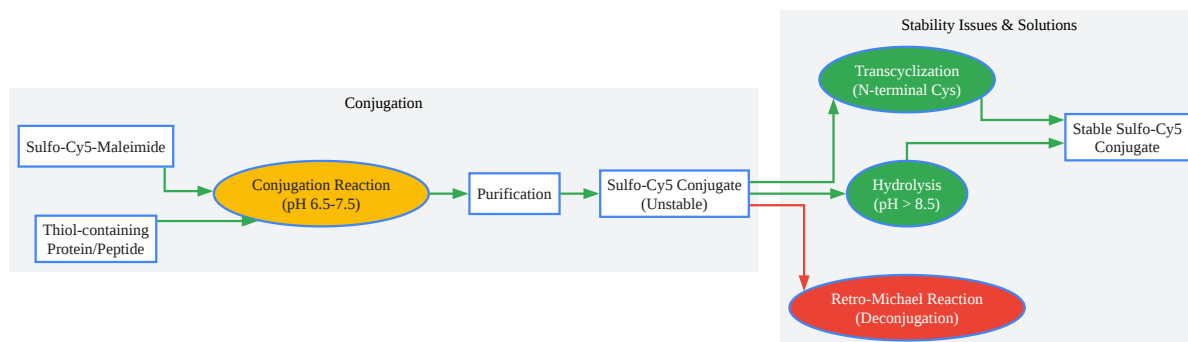 Conjugation
Sulfo-Cy5-Maleimide
Thiol-containing
Protein/Peptide
Conjugation Reaction
(pH 6.5-7.5)
Purification
Sulfo-Cy5 Conjugate
(Unstable)
Stability Issues & Solutions
Transcyclization
(N-terminal Cys)
Hydrolysis
(pH > 8.5)
Retro-Michael Reaction
(Deconjugation)
Stable Sulfo-Cy5
Conjugate